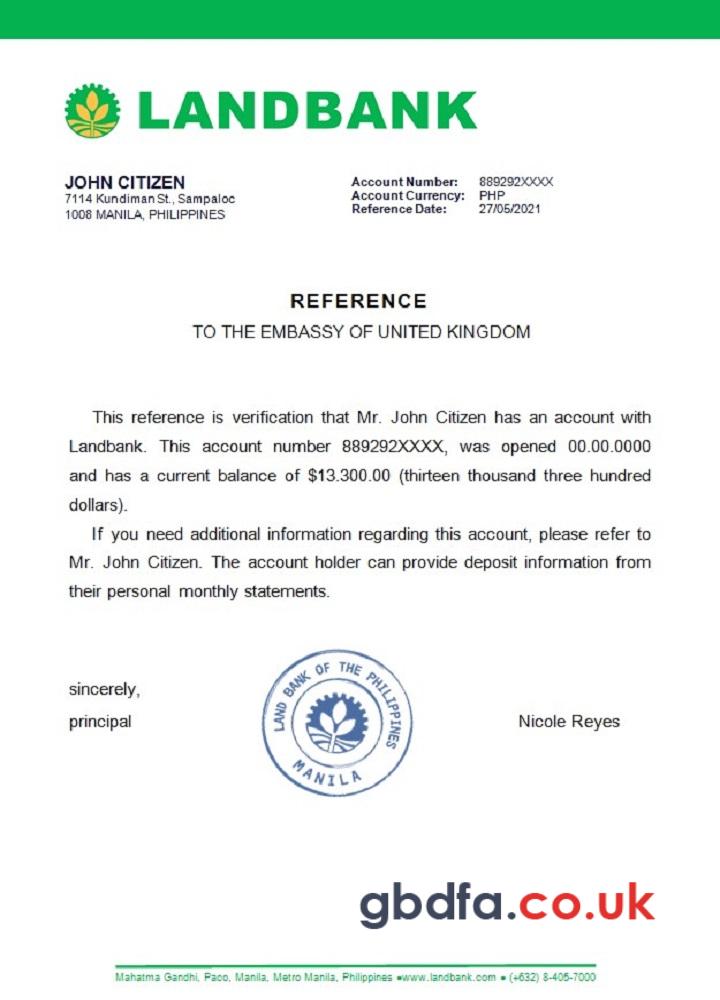 LANDBANK
JOHN CITIZEN
7114 Kundiman St., Sampaloc
1008 MANILA, PHILIPPINES
Account Number: 889292XXXX
Account Currency: PHP
Reference Date: 27/05/2021
REFERENCE
TO THE EMBASSY OF UNITED KINGDOM
This reference is verification that Mr. John Citizen has an account with
Landbank. This account number 889292XXXX, was opened 00.00.0000
and has a current balance of $13.300.00 (thirteen thousand three hundred
dollars).
If you need additional information regarding this account, please refer to
Mr. John Citizen. The account holder can provide deposit information from
their personal monthly statements.
sincerely,
principal
LAND BANK OF THE PHILIPPINES
MANILA
Nicole Reyes
gbdfa.co.uk
Mahatma Gandhi, Paco, Manila, Metro Manila, Philippines ●www.landbank.com ● (+632) 8-405-7000